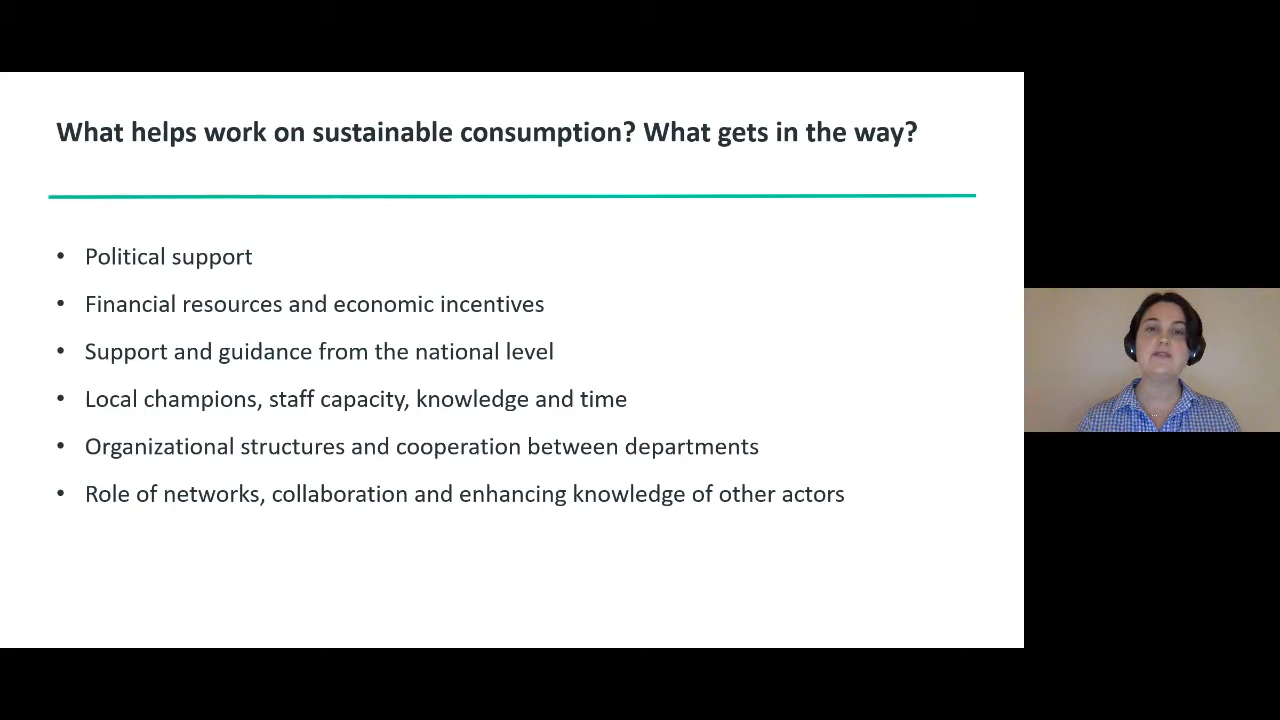 What helps work on sustainable consumption? What gets in the way?
• Political support
• Financial resources and economic incentives
• Support and guidance from the national level
• Local champions, staff capacity, knowledge and time
• Organizational structures and cooperation between departments
• Role of networks, collaboration and enhancing knowledge of other actors